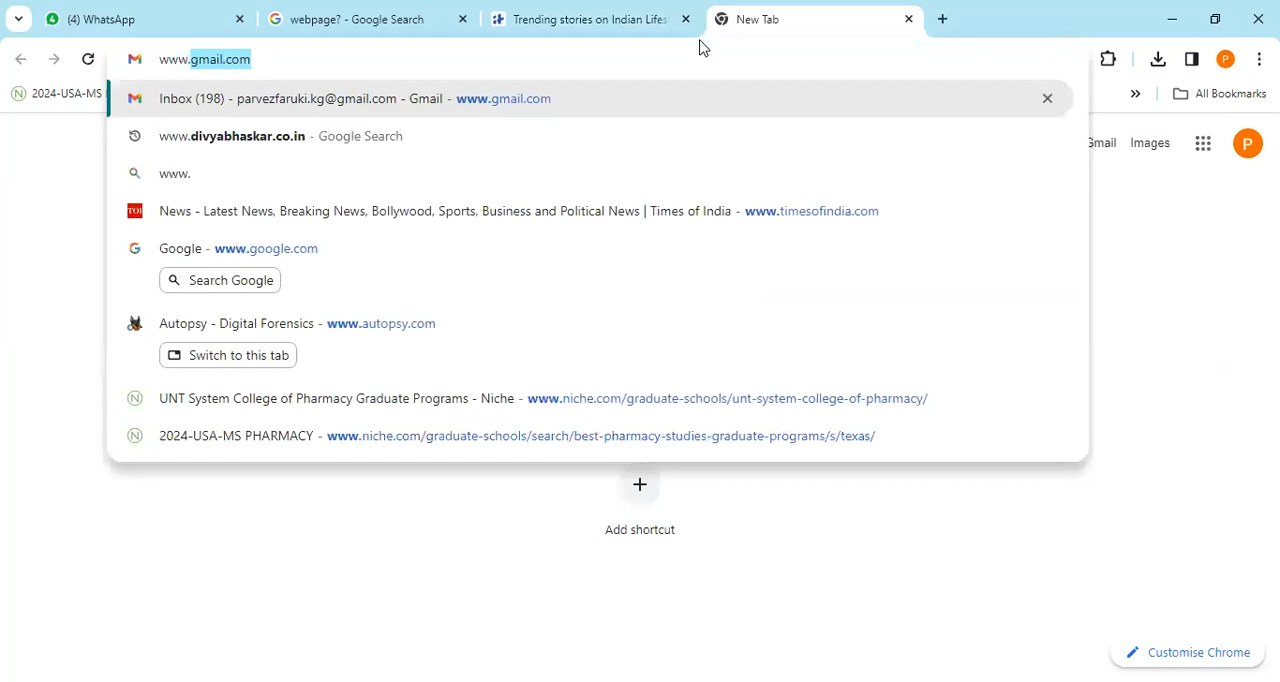 (4) WhatsApp
webpage? - Google Search
Trending stories on Indian Lifes
New Tab
www.gmail.com
2024-USA-MS
All Bookmarks
P
Inbox (198) - parvezfaruki.kg@gmail.com - Gmail - www.gmail.com
www.divyabhaskar.co.in - Google Search
Gmail
Images
P
www.
TOI
News - Latest News, Breaking News, Bollywood, Sports, Business and Political News | Times of India - www.timesofindia.com
Google - www.google.com
Search Google
Autopsy - Digital Forensics - www.autopsy.com
Switch to this tab
UNT System College of Pharmacy Graduate Programs - Niche - www.niche.com/graduate-schools/unt-system-college-of-pharmacy/
2024-USA-MS PHARMACY - www.niche.com/graduate-schools/search/best-pharmacy-studies-graduate-programs/s/texas/
Add shortcut
Customise Chrome